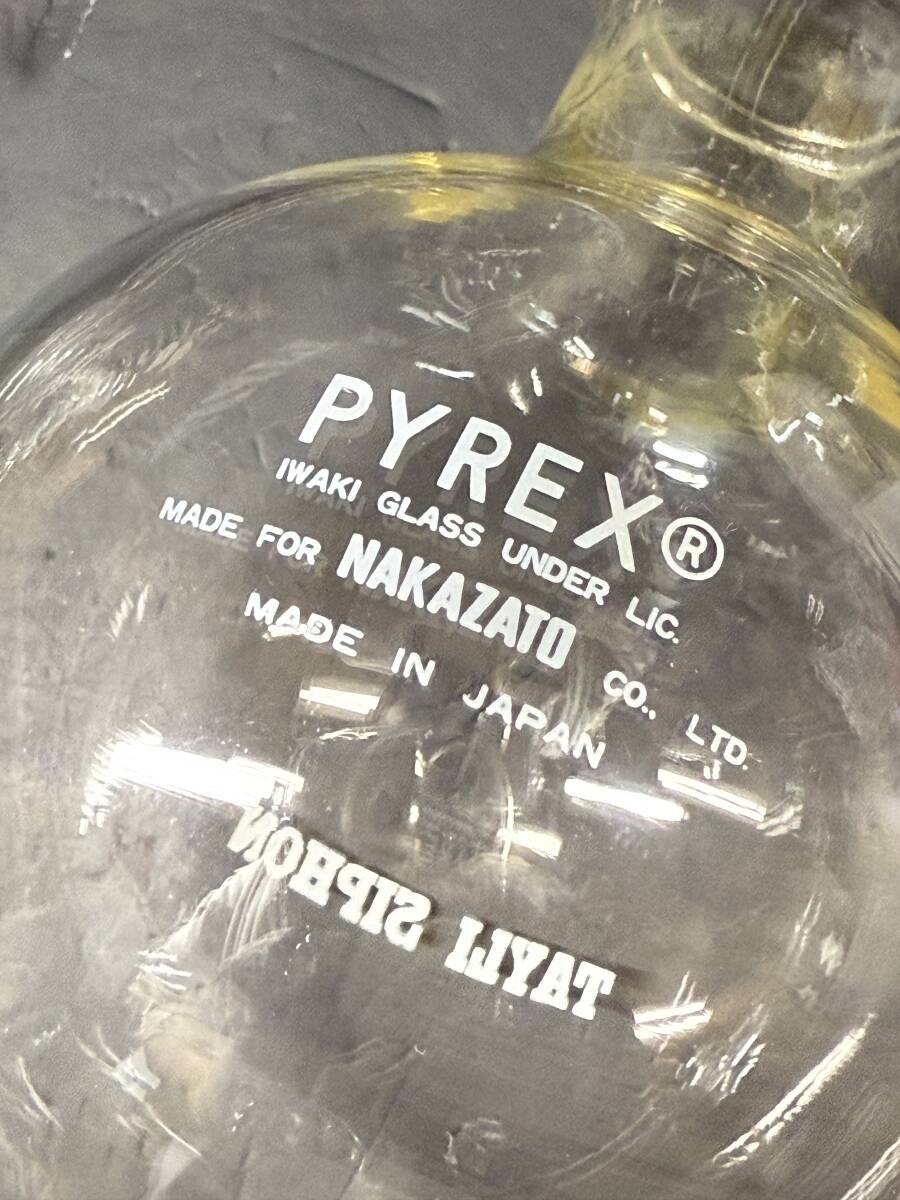 PYREX®
IWAKI GLASS UNDER LIC.
MADE FOR NAKAZATO CO., LTD.
MADE IN JAPAN
TAYLI SIPHON